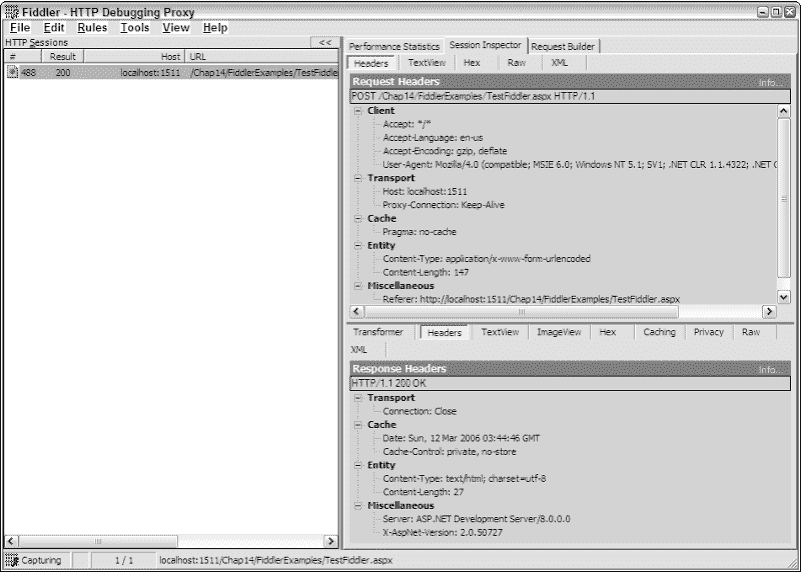 Fiddler - HTTP Debugging Proxy
File Edit Rules Tools View Help
HTTP Sessions <<
# Result Host URL
488 200 localhost:1511 /Chap14/FiddlerExamples/TestFiddle
Performance Statistics Session Inspector Request Builder
Headers TextView Hex Raw XML
Request Headers Info...
POST /Chap14/FiddlerExamples/TestFiddler.aspx HTTP/1.1
Client
Accept: */*
Accept-Language: en-us
Accept-Encoding: gzip, deflate
User-Agent: Mozilla/4.0 (compatible; MSIE 6.0; Windows NT 5.1; SV1; .NET CLR 1.1.4322; .NET C
Transport
Host: localhost:1511
Proxy-Connection: Keep-Alive
Cache
Pragma: no-cache
Entity
Content-Type: application/x-www-form-urlencoded
Content-Length: 147
Miscellaneous
Referer: http://localhost:1511/Chap14/FiddlerExamples/TestFiddler.aspx
Transformer Headers TextView ImageView Hex Caching Privacy Raw
XML
Response Headers Info...
HTTP/1.1 200 OK
Transport
Connection: Close
Cache
Date: Sun, 12 Mar 2006 03:44:46 GMT
Cache-Control: private, no-store
Entity
Content-Type: text/html; charset=utf-8
Content-Length: 27
Miscellaneous
Server: ASP.NET Development Server/8.0.0.0
X-AspNet-Version: 2.0.50727
Capturing 1 / 1 localhost:1511/Chap14/FiddlerExamples/TestFiddler.aspx